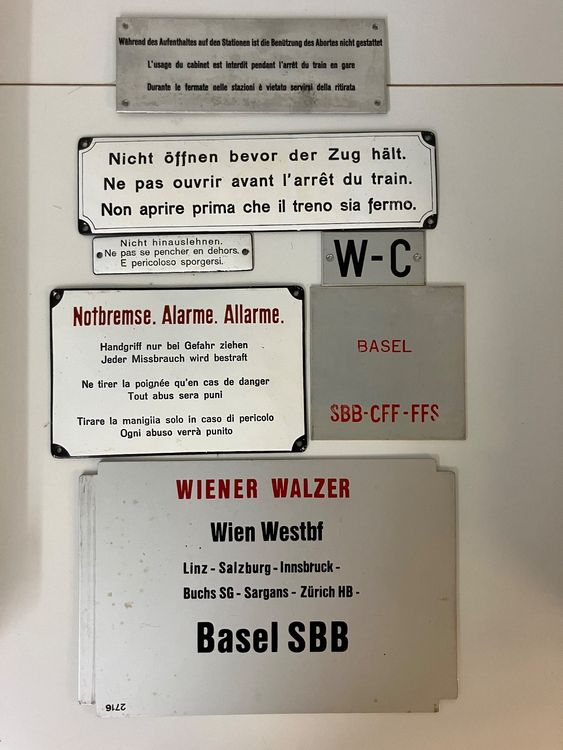 Während des Aufenthaltes auf den Stationen ist die Benützung des Abortes nicht gestattet
L'usage du cabinet est interdit pendant l'arrêt du train en gare
Durante le fermate nelle stazioni è vietato servirsi della ritirata
Nicht öffnen bevor der Zug hält.
Ne pas ouvrir avant l'arrêt du train.
Non aprire prima che il treno sia fermo.
Nicht hinauslehnen.
Ne pas se pencher en dehors.
E pericoloso sporgersi.
W-C
Notbremse. Alarme. Allarme.
Handgriff nur bei Gefahr ziehen
Jeder Missbrauch wird bestraft
Ne tirer la poignée qu'en cas de danger
Tout abus sera puni
Tirare la maniglia solo in caso di pericolo
Ogni abuso verrà punito
BASEL
SBB-CFF-FFS
WIENER WALZER
Wien Westbf
Linz - Salzburg - Innsbruck -
Buchs SG - Sargans - Zürich HB -
Basel SBB
2716